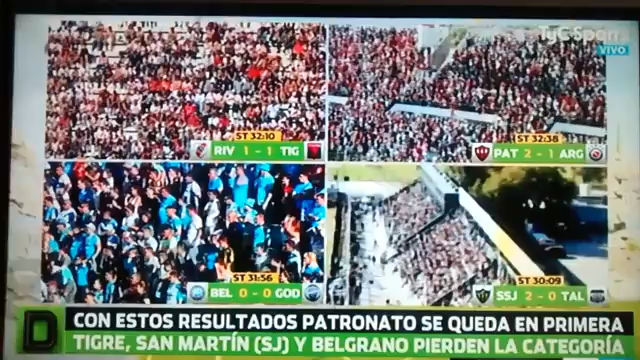 TyC Sports
VIVO
ST 32:10
RIV 1 - 1 TIG
ST 32:38
PAT 2 - 1 ARG
ST 31:56
BEL 0 - 0 GOD
ST 30:09
SSJ 2 - 0 TAL
D
CON ESTOS RESULTADOS PATRONATO SE QUEDA EN PRIMERA
TIGRE, SAN MARTÍN (SJ) Y BELGRANO PIERDEN LA CATEGORÍA